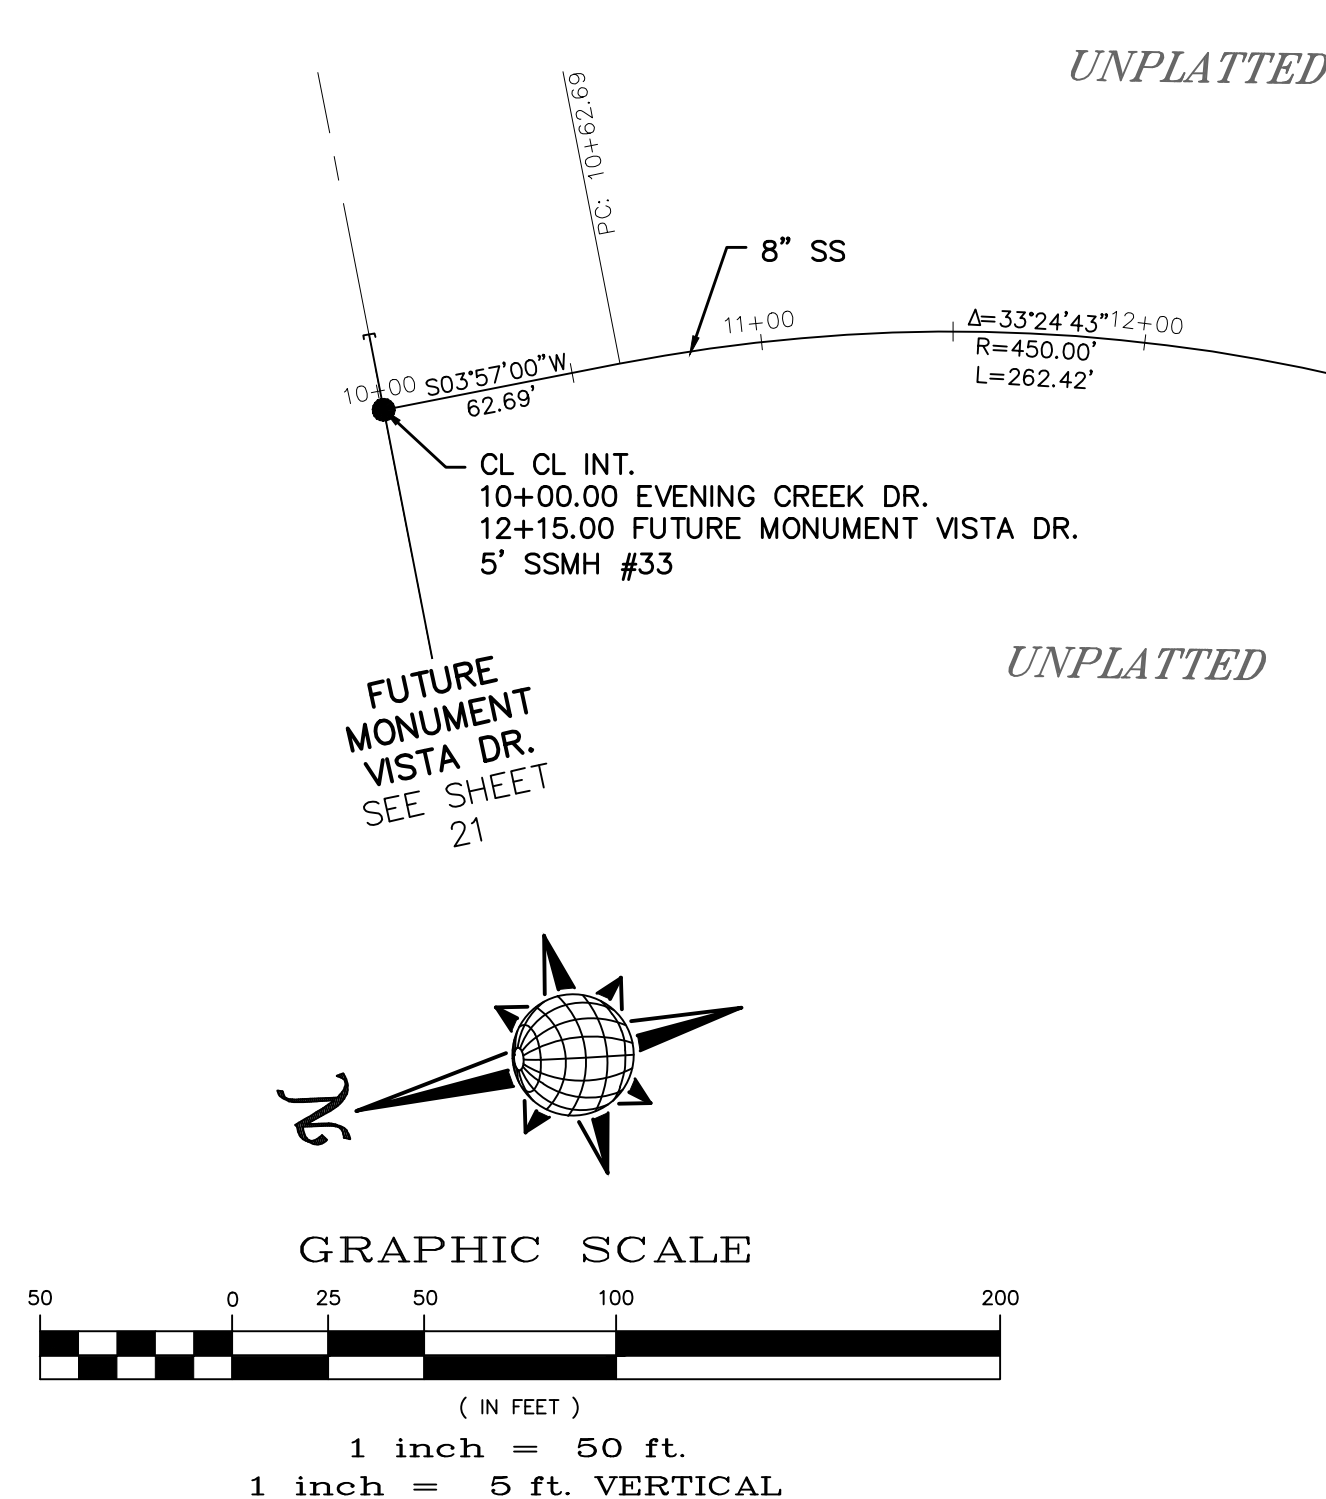 UNPLATTED
PC: 10+62.69
8” SS
11+00
Δ=33°24'43”
12+00
R=450.00'
L=262.42'
10+00
S03°57'00”W
62.69'
CL CL INT.
10+00.00 EVENING CREEK DR.
12+15.00 FUTURE MONUMENT VISTA DR.
5' SSMH #33
UNPLATTED
FUTURE
MONUMENT
VISTA DR.
SEE SHEET
21
N
GRAPHIC SCALE
50 0 25 50 100 200
( IN FEET )
1 inch = 50 ft.
1 inch = 5 ft. VERTICAL